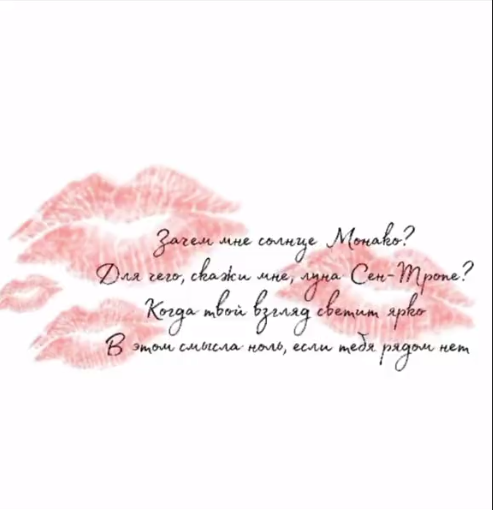 Зачем мне солнце Монако?
Для чего, скажи мне, луна Сен-Тропе?
Когда твой взгляд светит ярко
В этом смысла ноль, если тебя рядом нет